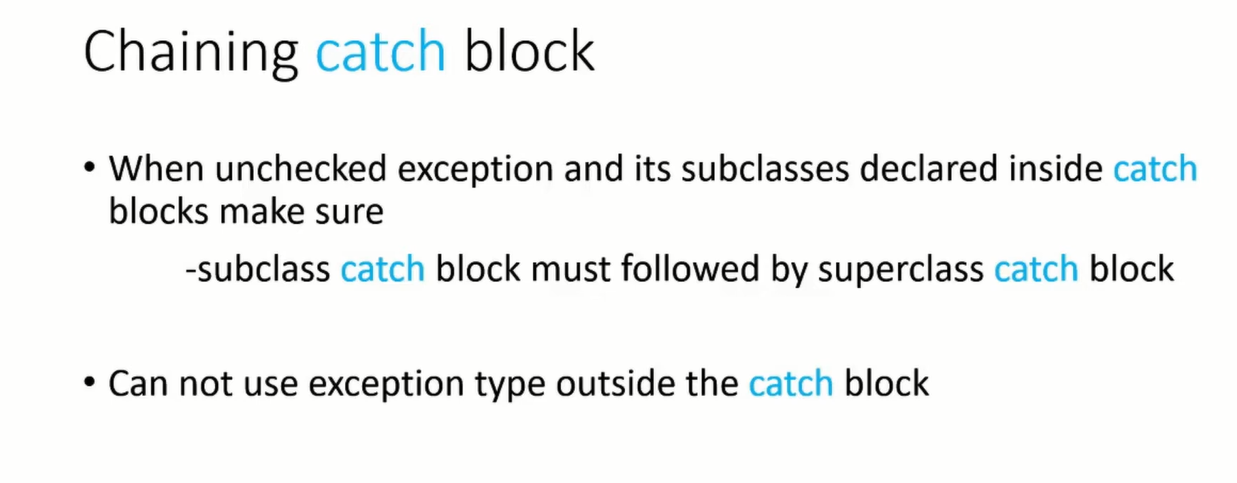 Chaining catch block
• When unchecked exception and its subclasses declared inside catch
blocks make sure
-subclass catch block must followed by superclass catch block
• Can not use exception type outside the catch block